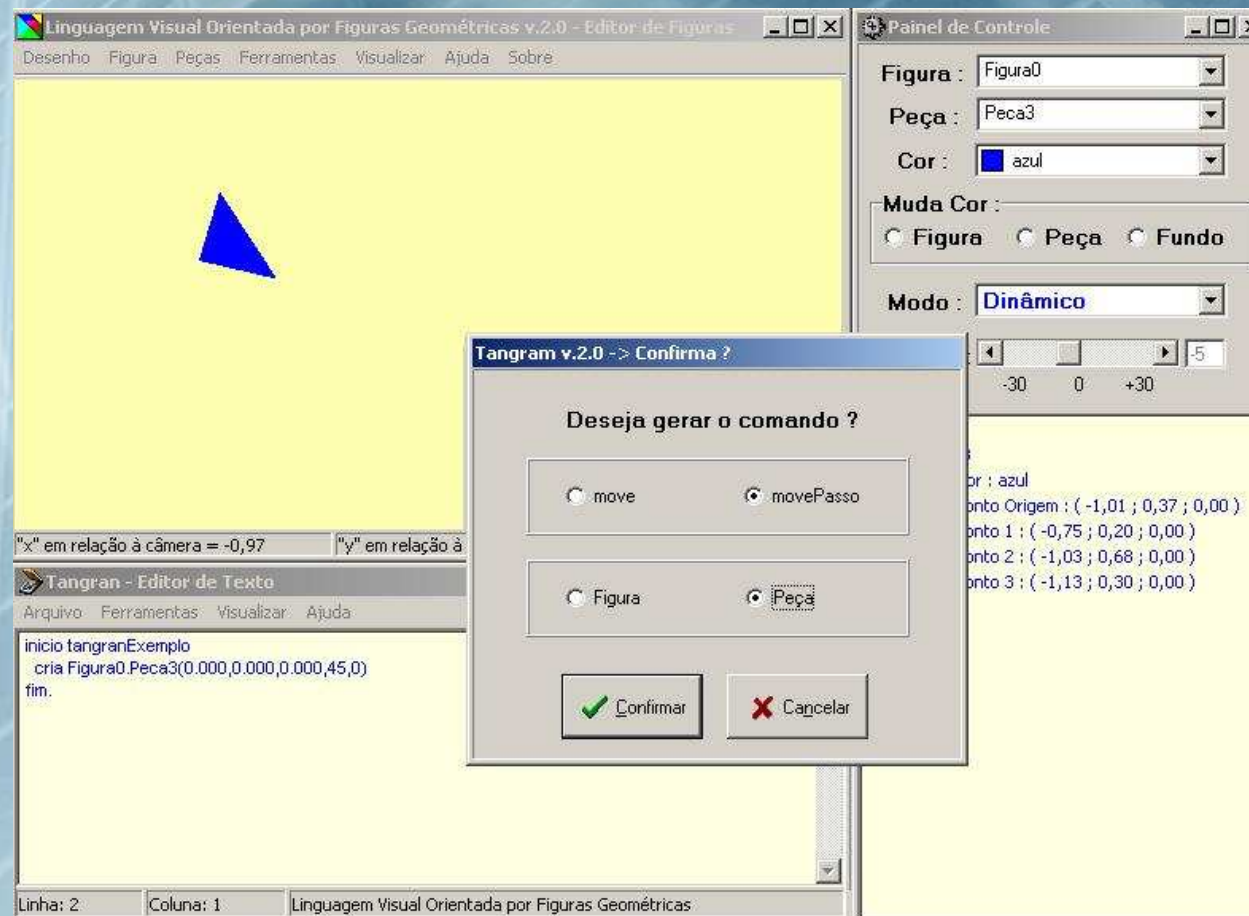 Linguagem Visual Orientada por Figuras Geométricas v.2.0 - Editor de Figuras
Desenho Figura Peças Ferramentas Visualizar Ajuda Sobre
"x" em relação à câmera = -0,97 "y" em relação à
Painel de Controle
Figura : Figura0
Peça : Peca3
Cor : azul
Muda Cor :
Figura Peça Fundo
Modo : Dinâmico
-5
-30 0 +30
or : azul
onto Origem : ( -1,01 ; 0,37 ; 0,00 )
onto 1 : ( -0,75 ; 0,20 ; 0,00 )
onto 2 : ( -1,03 ; 0,68 ; 0,00 )
onto 3 : ( -1,13 ; 0,30 ; 0,00 )
Tangram v.2.0 -> Confirma ?
Deseja gerar o comando ?
move movePasso
Figura Peça
Confirmar Cancelar
Tangran - Editor de Texto
Arquivo Ferramentas Visualizar Ajuda
inicio tangranExemplo
cria Figura0.Peca3(0.000,0.000,0.000,45,0)
fim.
Linha: 2 Coluna: 1 Linguagem Visual Orientada por Figuras Geométricas